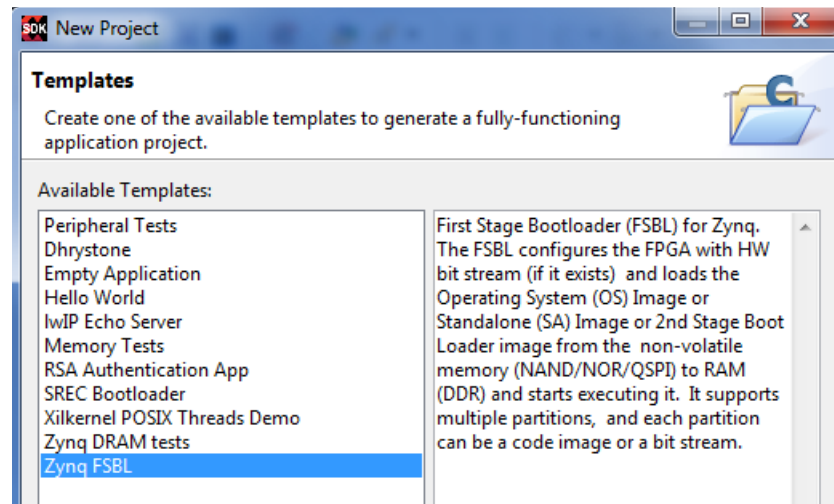 SDK New Project
Templates
Create one of the available templates to generate a fully-functioning
application project.
C
Available Templates:
Peripheral Tests
Dhrystone
Empty Application
Hello World
lwIP Echo Server
Memory Tests
RSA Authentication App
SREC Bootloader
Xilkernel POSIX Threads Demo
Zynq DRAM tests
Zynq FSBL
First Stage Bootloader (FSBL) for Zynq.
The FSBL configures the FPGA with HW
bit stream (if it exists)  and loads the
Operating System (OS) Image or
Standalone (SA) Image or 2nd Stage Boot
Loader image from the  non-volatile
memory (NAND/NOR/QSPI) to RAM
(DDR) and starts executing it.  It supports
multiple partitions,  and each partition
can be a code image or a bit stream.